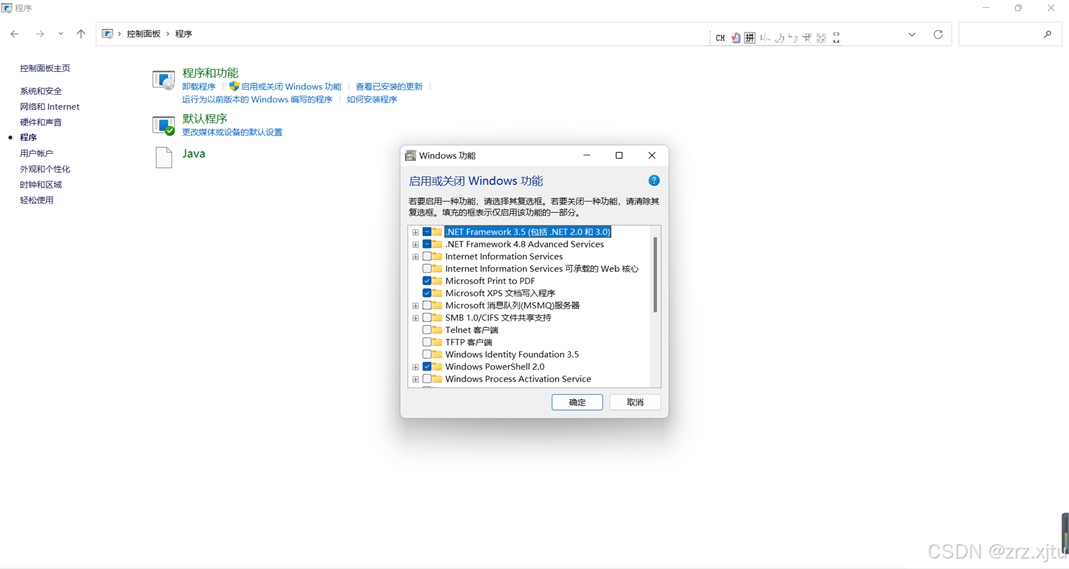 程序
控制面板 › 程序
CH 拼
控制面板主页
系统和安全
网络和 Internet
硬件和声音
程序
用户帐户
外观和个性化
时钟和区域
轻松使用
程序和功能
卸载程序 启用或关闭 Windows 功能 查看已安装的更新
运行为以前版本的 Windows 编写的程序 如何安装程序
默认程序
更改媒体或设备的默认设置
Java
Windows 功能
启用或关闭 Windows 功能
若要启用一种功能，请选择其复选框。若要关闭一种功能，请清除其
复选框。填充的框表示仅启用该功能的一部分。
.NET Framework 3.5 (包括 .NET 2.0 和 3.0)
.NET Framework 4.8 Advanced Services
Internet Information Services
Internet Information Services 可承载的 Web 核心
Microsoft Print to PDF
Microsoft XPS 文档写入程序
Microsoft 消息队列(MSMQ)服务器
SMB 1.0/CIFS 文件共享支持
Telnet 客户端
TFTP 客户端
Windows Identity Foundation 3.5
Windows PowerShell 2.0
Windows Process Activation Service
确定 取消
CSDN @zrz.xjtu